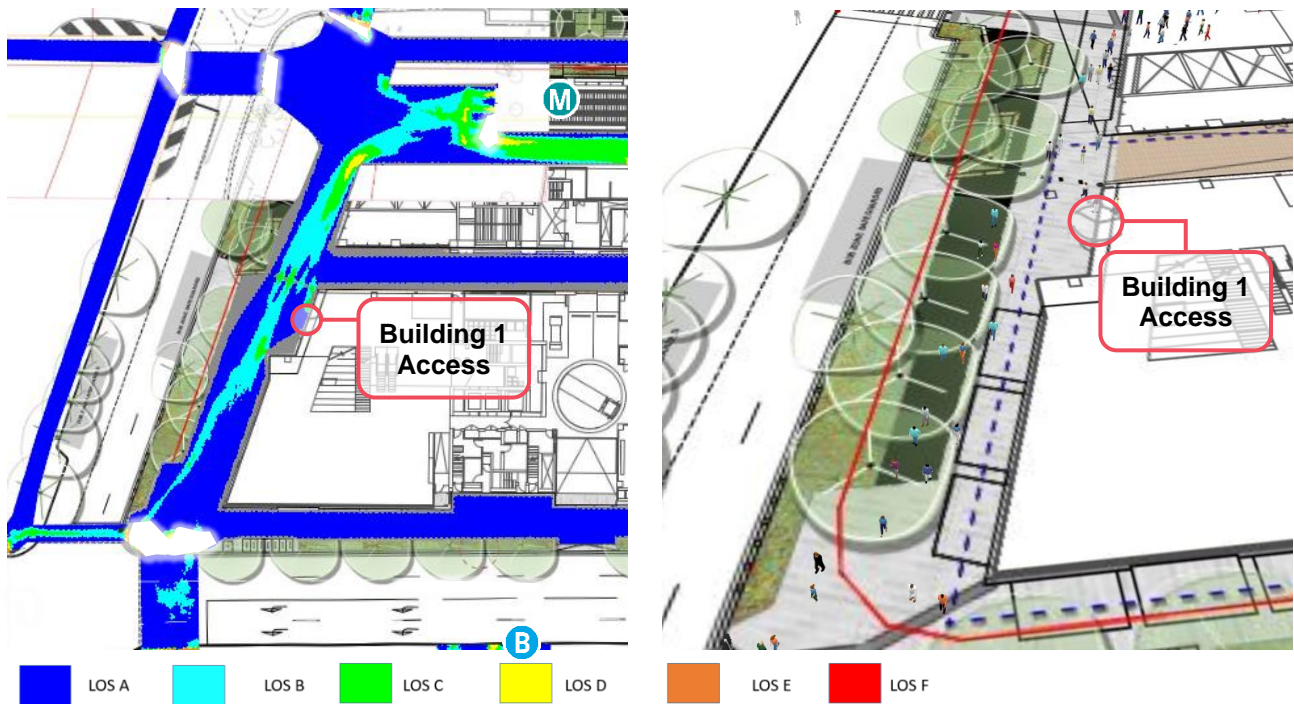 M
Building 1
Access
Building 1
Access
B
LOS A
LOS B
LOS C
LOS D
LOS E
LOS F